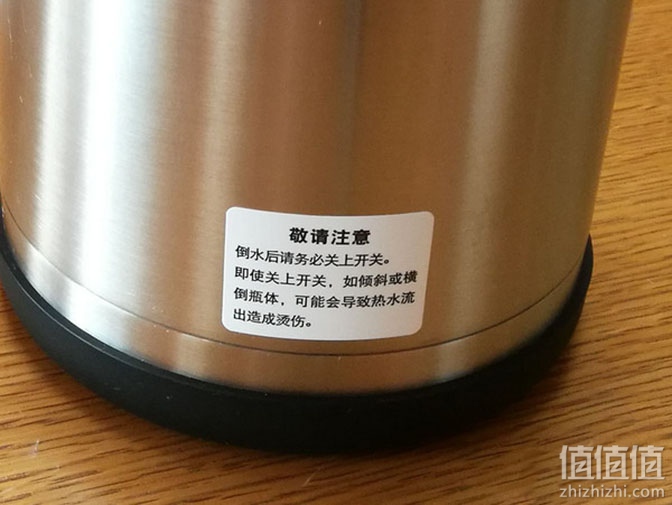 敬请注意
倒水后请务必关上开关。
即使关上开关，如倾斜或横
倒瓶体，可能会导致热水流
出造成烫伤。
值值值
zhizhizhi.com